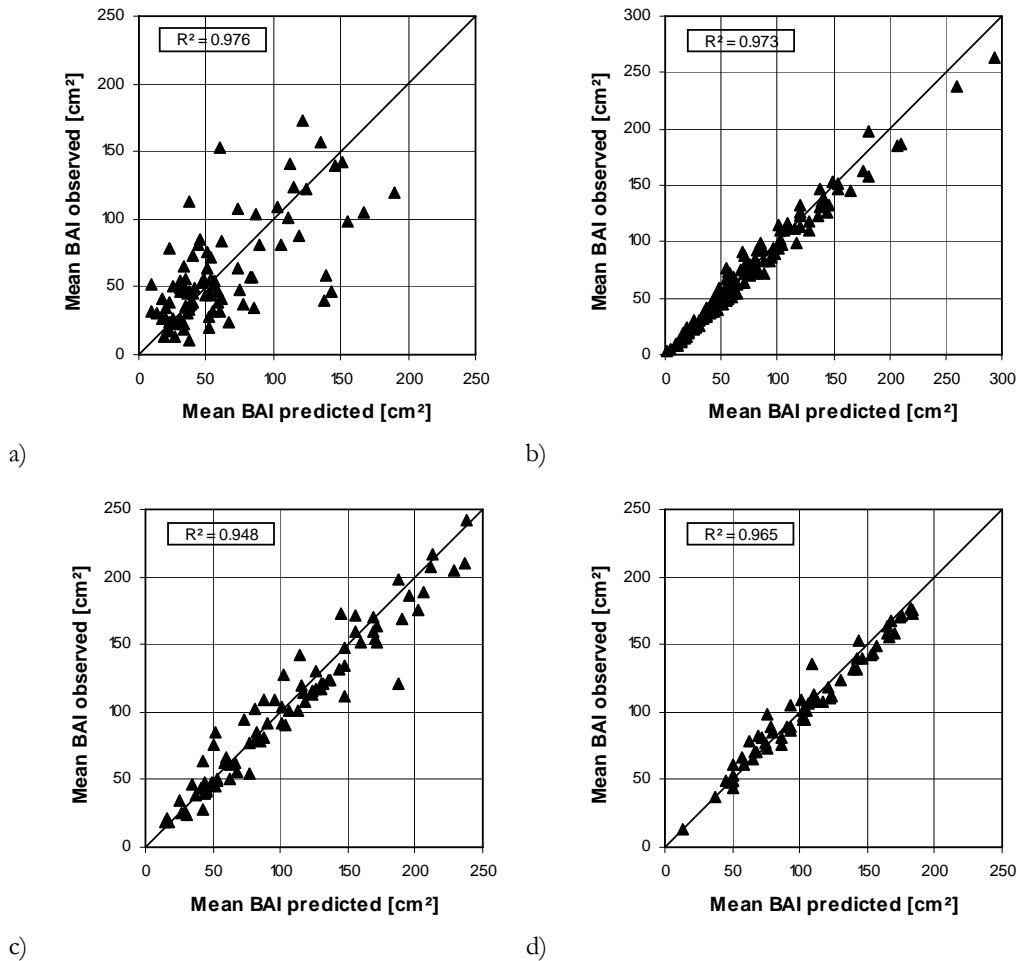 R² = 0.976
Mean BAI observed [cm²]
250
200
150
100
50
0
0 50 100 150 200 250
Mean BAI predicted [cm²]
a)
R² = 0.973
Mean BAI observed [cm²]
300
250
200
150
100
50
0
0 50 100 150 200 250 300
Mean BAI predicted [cm²]
b)
R² = 0.948
Mean BAI observed [cm²]
250
200
150
100
50
0
0 50 100 150 200 250
Mean BAI predicted [cm²]
c)
R² = 0.965
Mean BAI observed [cm²]
250
200
150
100
50
0
0 50 100 150 200 250
Mean BAI predicted [cm²]
d)